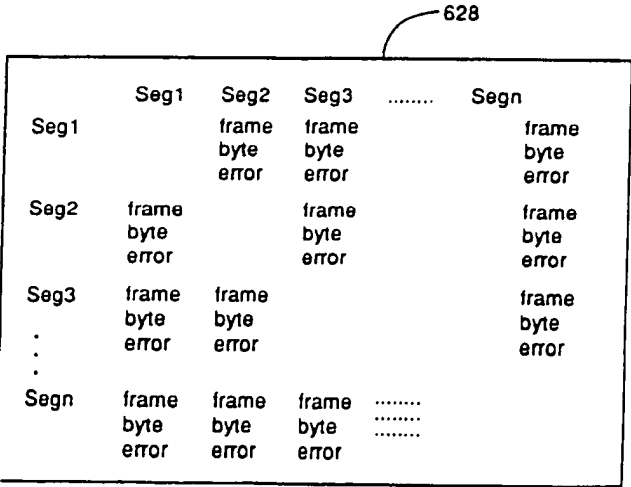 628
Seg1 Seg2 Seg3 ........ Segn
Seg1 frame frame frame
byte byte byte
error error error
Seg2 frame frame frame
byte byte byte
error error error
Seg3 frame frame frame
byte byte byte
error error error
.
.
.
Segn frame frame frame ........
byte byte byte ........
error error error ........